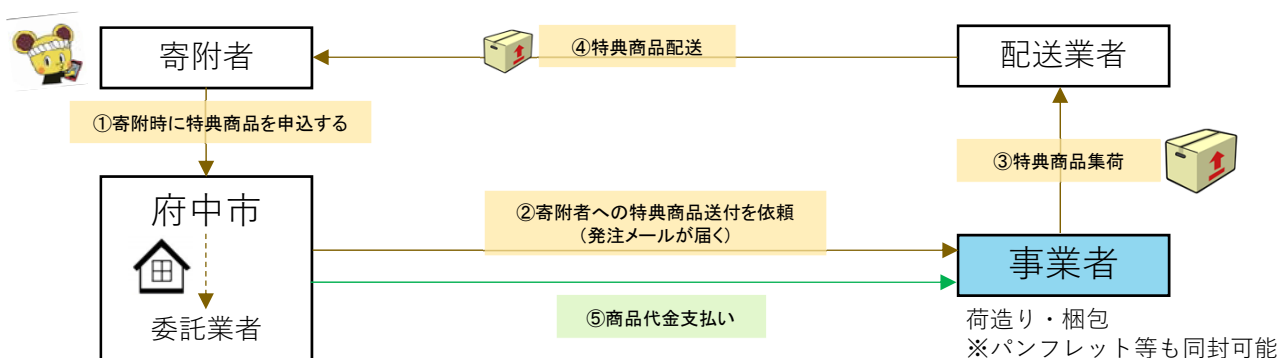 寄附者
④特典商品配送
配送業者
①寄附時に特典商品を申込する
③特典商品集荷
府中市
委託業者
②寄附者への特典商品送付を依頼
（発注メールが届く）
⑤商品代金支払い
事業者
荷造り・梱包
※パンフレット等も同封可能